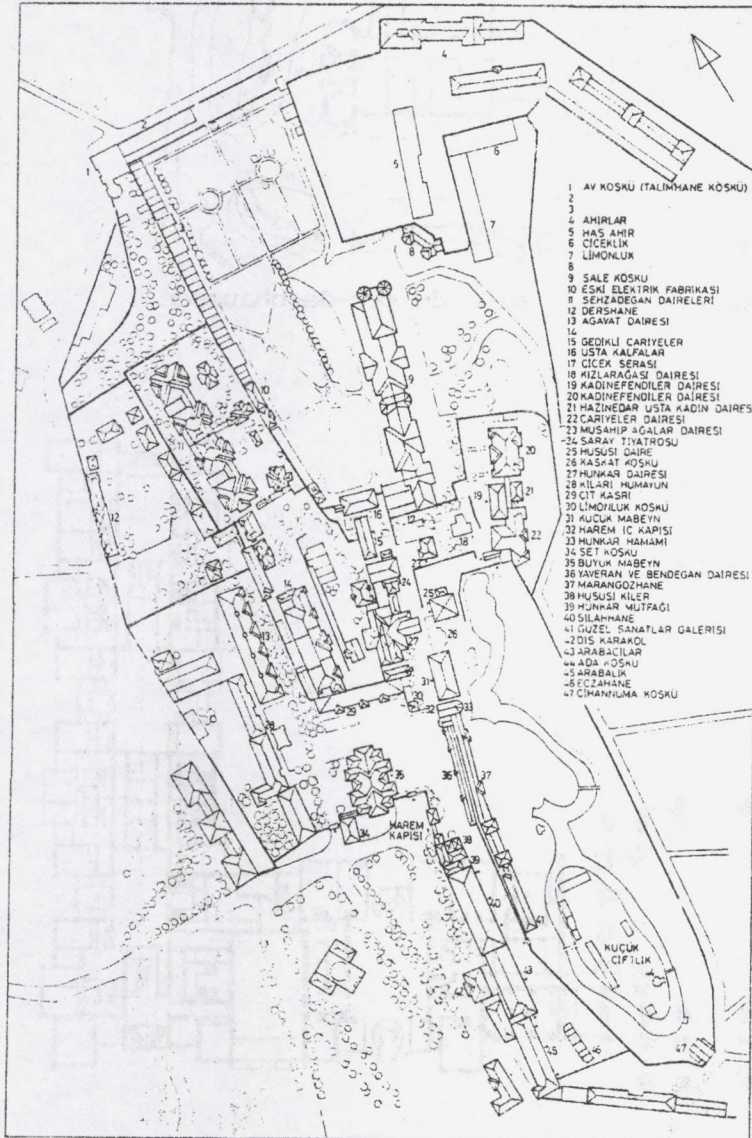 1 AV KOŞKÜ (TALİMHANE KÖŞKÜ)
2
3
4 AHIRLAR
5 HAS AHIR
6 ÇİÇEKLİK
7 LİMONLUK
8
9 ŞALE KÖŞKÜ
10 ESKİ ELEKTRİK FABRİKASI
11 ŞEHZADEGAN DAİRELERİ
12 DERSHANE
13 AĞAVAT DAİRESİ
14
15 GEDİKLİ CARİYELER
16 USTA KALFALAR
17 ÇİÇEK SERASI
18 KIZLARAĞASI DAİRESİ
19 KADINEFENDİLER DAİRESİ
20 KADINEFENDİLER DAİRESİ
21 HAZİNEDAR USTA KADIN DAİRES
22 CARİYELER DAİRESİ
23 MUSAHİP AĞALAR DAİRESİ
24 SARAY TİYATROSU
25 HUSUSİ DAİRE
26 KASKAT KÖŞKÜ
27 HÜNKAR DAİRESİ
28 KİLARI HUMAYUN
29 ÇİT KASRI
30 LİMONLUK KÖŞKÜ
31 KÜÇÜK MABEYN
32 HAREM İÇ KAPISI
33 HÜNKAR HAMAMI
34 SET KÖŞKÜ
35 BÜYÜK MABEYN
36 YAVERAN VE BENDEGAN DAİRESİ
37 MARANGOZHANE
38 HUSUSİ KİLER
39 HÜNKAR MUTFAĞI
40 SİLAHHANE
41 GÜZEL SANATLAR GALERİSİ
42 DIŞ KARAKOL
43 ARABACILAR
44 ADA KÖŞKÜ
45 ARABALIK
46 ECZAHANE
47 CİHANNUMA KÖŞKÜ
HAREM
KAPISI
KÜÇÜK
ÇİFTLİK